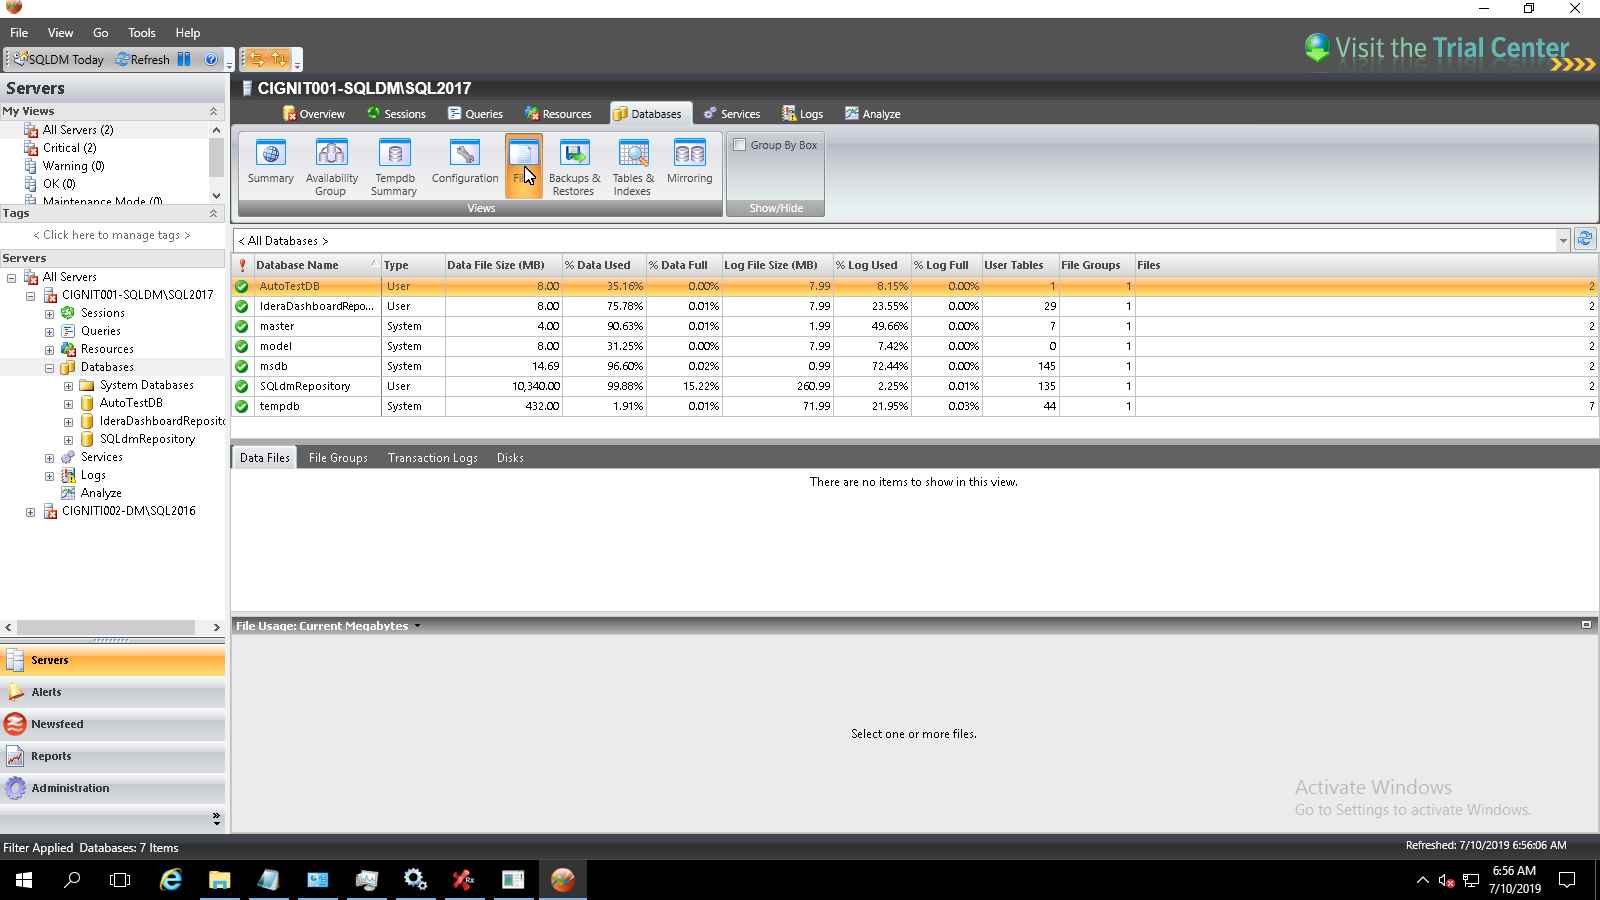 File View Go Tools Help
SQLDM Today Refresh
Visit the Trial Center
Servers
My Views
All Servers (2)
Critical (2)
Warning (0)
OK (0)
Maintenance Mode (0)
Tags
< Click here to manage tags >
Servers
All Servers
CIGNIT001-SQLDM\SQL2017
Sessions
Queries
Resources
Databases
System Databases
AutoTestDB
IderaDashboardReposito
SQLdmRepository
Services
Logs
Analyze
CIGNITI002-DM\SQL2016
Servers
Alerts
Newsfeed
Reports
Administration
CIGNIT001-SQLDM\SQL2017
Overview Sessions Queries Resources Databases Services Logs Analyze
Summary
Availability Group
Tempdb Summary
Configuration
Backups & Restores
Tables & Indexes
Mirroring
Views
Group By Box
Show/Hide
< All Databases >
Database Name Type Data File Size (MB) % Data Used % Data Full Log File Size (MB) % Log Used % Log Full User Tables File Groups Files
AutoTestDB User 8.00 35.16% 0.00% 7.99 8.15% 0.00% 1 1 2
IderaDashboardRepo... User 8.00 75.78% 0.01% 7.99 23.55% 0.00% 29 1 2
master System 4.00 90.63% 0.01% 1.99 49.66% 0.00% 7 1 2
model System 8.00 31.25% 0.00% 7.99 7.42% 0.00% 0 1 2
msdb System 14.69 96.60% 0.02% 0.99 72.44% 0.00% 145 1 2
SQLdmRepository User 10,340.00 99.88% 15.22% 260.99 2.25% 0.01% 135 1 2
tempdb System 432.00 1.91% 0.01% 71.99 21.95% 0.03% 44 1 7
Data Files File Groups Transaction Logs Disks
There are no items to show in this view.
File Usage: Current Megabytes
Select one or more files.
Activate Windows
Go to Settings to activate Windows.
Filter Applied Databases: 7 Items
Refreshed: 7/10/2019 6:56:06 AM
6:56 AM
7/10/2019